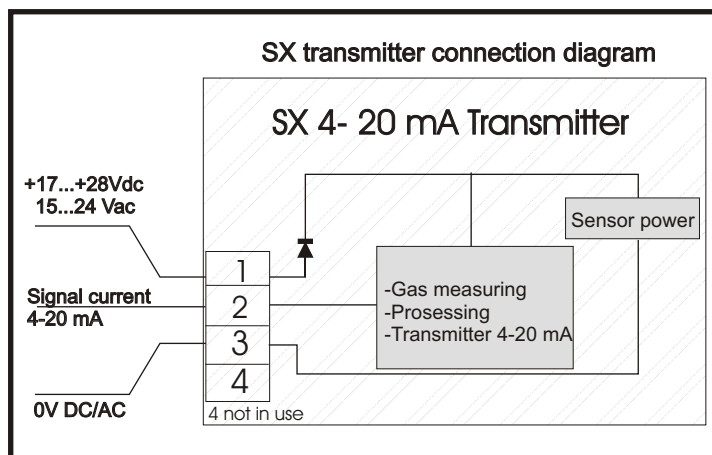 SX transmitter connection diagram
SX 4- 20 mA Transmitter
+17...+28Vdc
15...24 Vac
Sensor power
1
Signal current
4-20 mA
2
-Gas measuring
-Prosessing
-Transmitter 4-20 mA
3
4
0V DC/AC
4 not in use